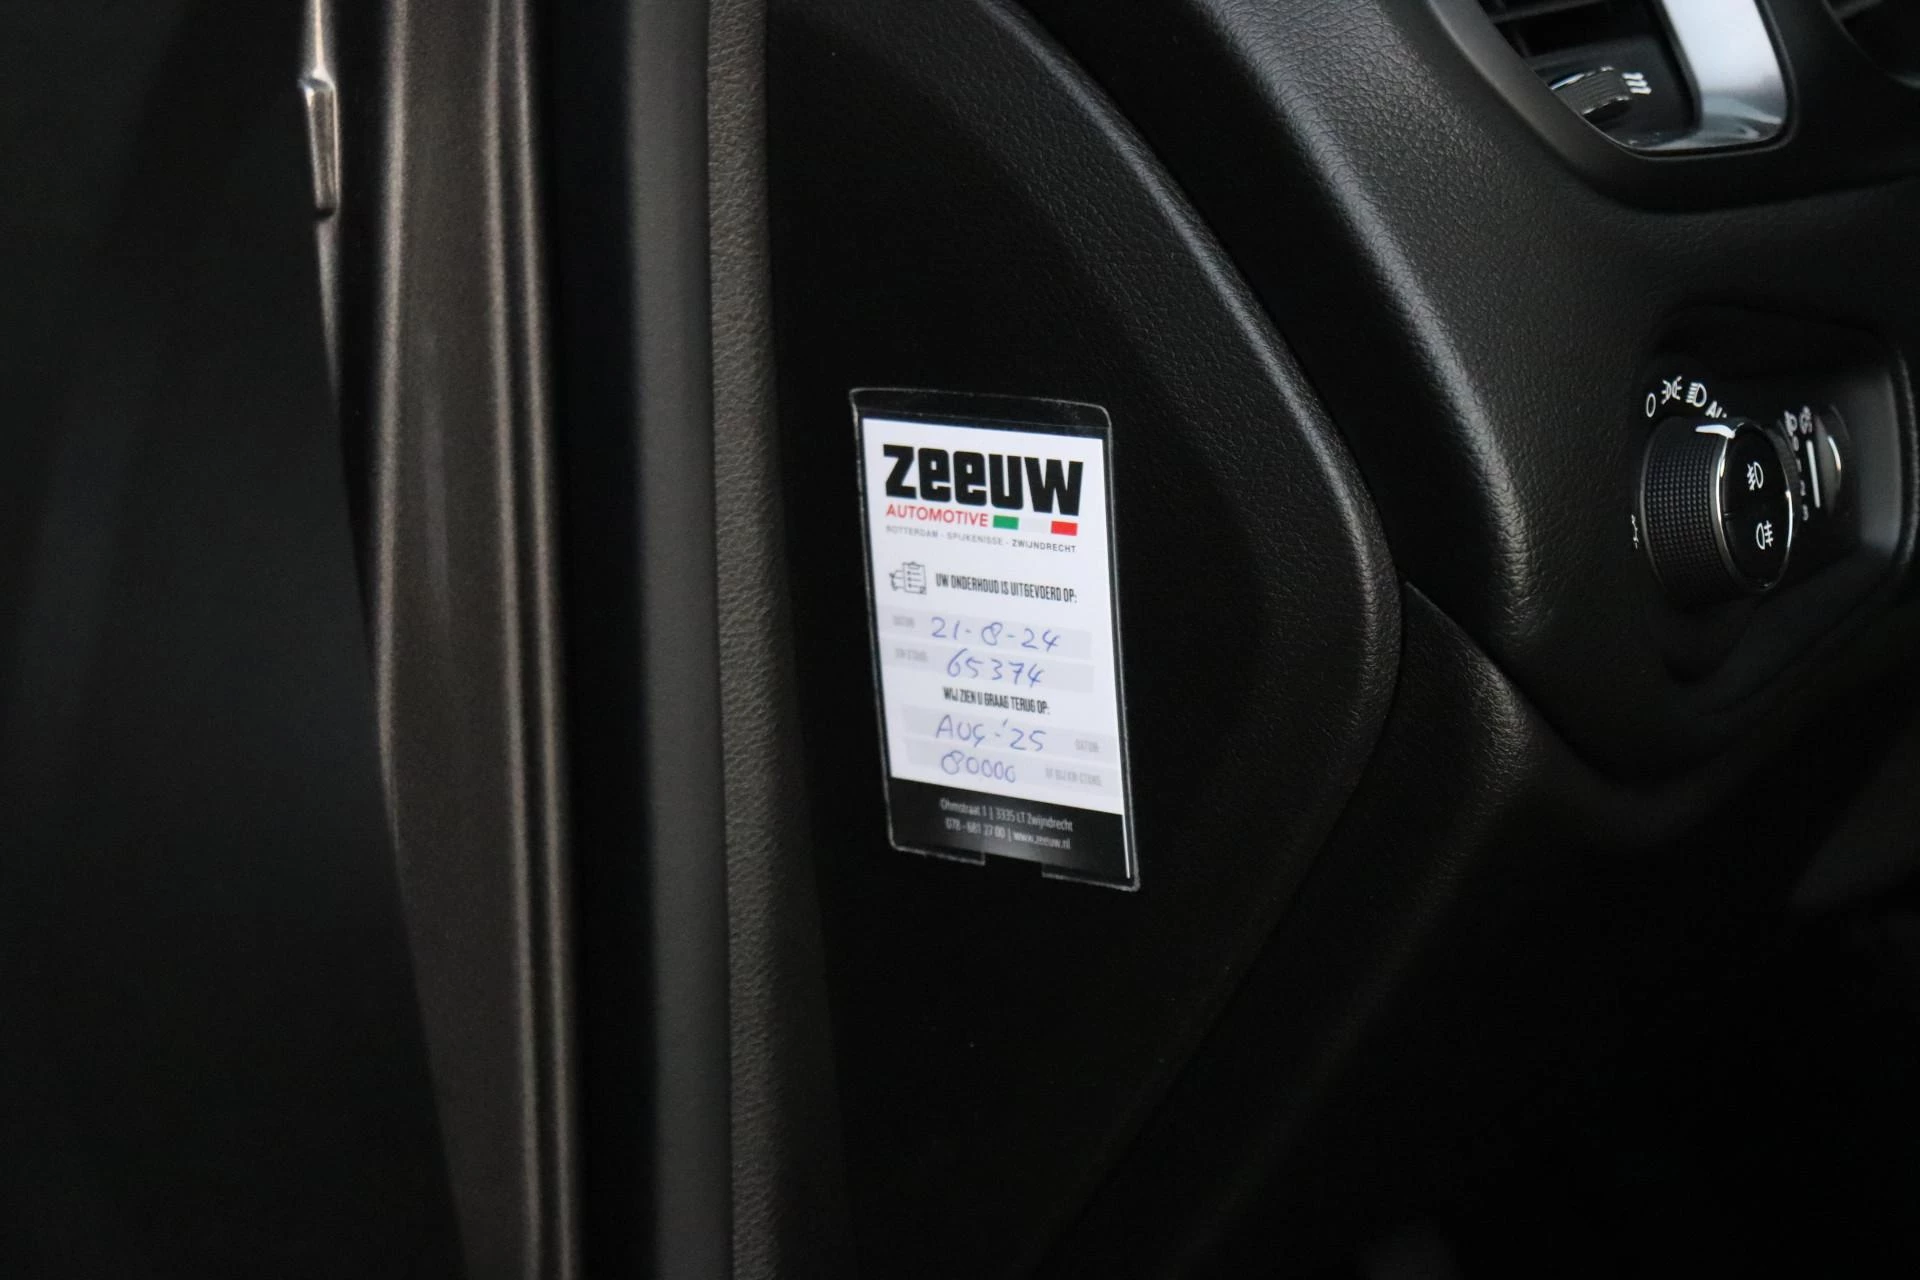 zeeuw
AUTOMOTIVE
ROTTERDAM - SPIJKENISSE - ZWIJNDRECHT
UW ONDERHOUD IS UITGEVOERD OP:
DATUM: 21-8-24
KM-STAND: 65374
WIJ ZIEN U GRAAG TERUG OP:
AUG-'25 DATUM
80000 OF BIJ KM-STAND
Ohmstraat 1 | 3335 LT Zwijndrecht
078 - 681 27 00 | www.zeeuw.nl